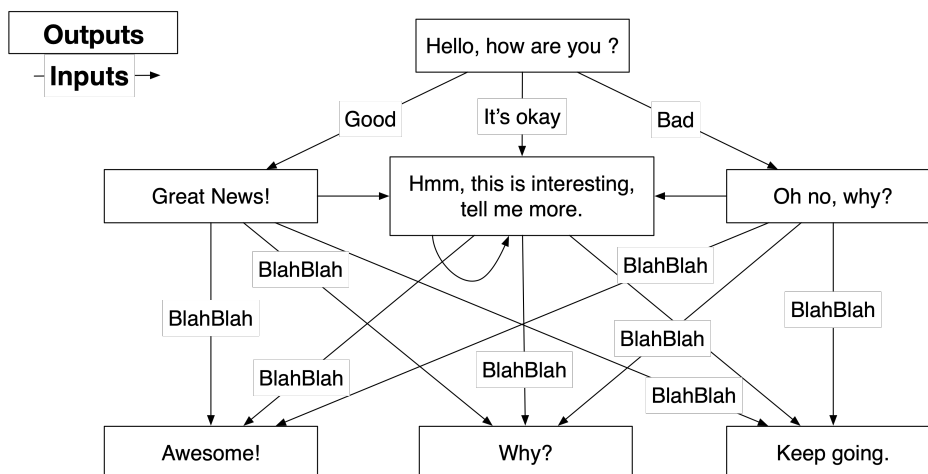 Outputs
Inputs
Hello, how are you ?
Good
It's okay
Bad
Great News!
Hmm, this is interesting,
tell me more.
Oh no, why?
BlahBlah
BlahBlah
BlahBlah
BlahBlah
BlahBlah
BlahBlah
BlahBlah
BlahBlah
Awesome!
Why?
Keep going.